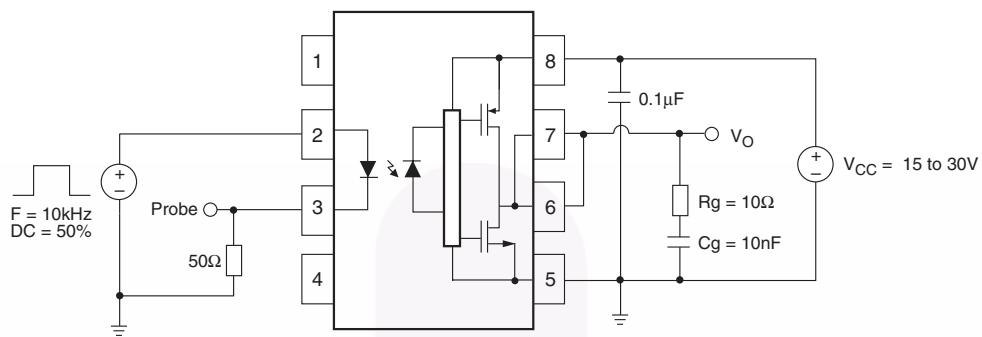 1
8
0.1μF
2
7
V_O
+
−
+
−
V_CC = 15 to 30V
F = 10kHz
DC = 50%
Probe
3
6
Rg = 10Ω
Cg = 10nF
50Ω
4
5